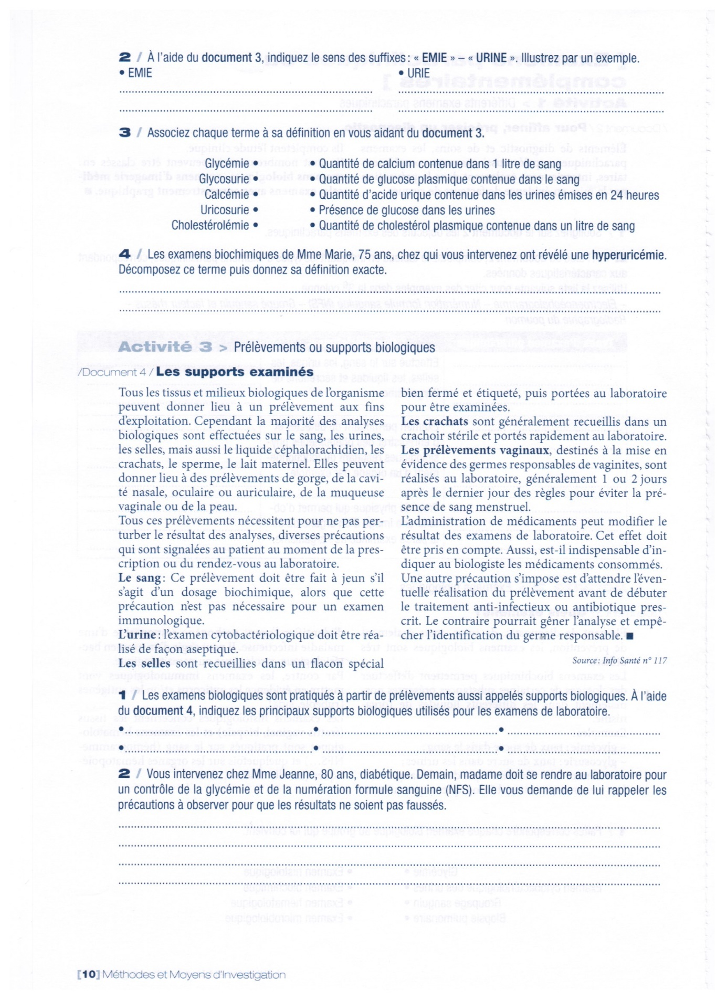 2 / À l'aide du document 3, indiquez le sens des suffixes : « EMIE » – « URINE ». Illustrez par un exemple.
• EMIE • URIE
3 / Associez chaque terme à sa définition en vous aidant du document 3.
Glycémie • • Quantité de calcium contenue dans 1 litre de sang
Glycosurie • • Quantité de glucose plasmique contenue dans le sang
Calcémie • • Quantité d'acide urique contenue dans les urines émises en 24 heures
Uricosurie • • Présence de glucose dans les urines
Cholestérolémie • • Quantité de cholestérol plasmique contenue dans un litre de sang
4 / Les examens biochimiques de Mme Marie, 75 ans, chez qui vous intervenez ont révélé une hyperuricémie.
Décomposez ce terme puis donnez sa définition exacte.
Activité 3 > Prélèvements ou supports biologiques
/Document 4 / Les supports examinés
Tous les tissus et milieux biologiques de l'organisme
peuvent donner lieu à un prélèvement aux fins
d'exploitation. Cependant la majorité des analyses
biologiques sont effectuées sur le sang, les urines,
les selles, mais aussi le liquide céphalorachidien, les
crachats, le sperme, le lait maternel. Elles peuvent
donner lieu à des prélèvements de gorge, de la cavi-
té nasale, oculaire ou auriculaire, de la muqueuse
vaginale ou de la peau.
Tous ces prélèvements nécessitent pour ne pas per-
turber le résultat des analyses, diverses précautions
qui sont signalées au patient au moment de la pres-
cription ou du rendez-vous au laboratoire.
Le sang : Ce prélèvement doit être fait à jeun s'il
s'agit d'un dosage biochimique, alors que cette
précaution n'est pas nécessaire pour un examen
immunologique.
L'urine : l'examen cytobactériologique doit être réa-
lisé de façon aseptique.
Les selles sont recueillies dans un flacon spécial
bien fermé et étiqueté, puis portées au laboratoire
pour être examinées.
Les crachats sont généralement recueillis dans un
crachoir stérile et portés rapidement au laboratoire.
Les prélèvements vaginaux, destinés à la mise en
évidence des germes responsables de vaginites, sont
réalisés au laboratoire, généralement 1 ou 2 jours
après le dernier jour des règles pour éviter la pré-
sence de sang menstruel.
L'administration de médicaments peut modifier le
résultat des examens de laboratoire. Cet effet doit
être pris en compte. Aussi, est-il indispensable d'in-
diquer au biologiste les médicaments consommés.
Une autre précaution s'impose est d'attendre l'éven-
tuelle réalisation du prélèvement avant de débuter
le traitement anti-infectieux ou antibiotique pres-
crit. Le contraire pourrait gêner l'analyse et empê-
cher l'identification du germe responsable. ■
Source : Info Santé n° 117
1 / Les examens biologiques sont pratiqués à partir de prélèvements aussi appelés supports biologiques. À l'aide
du document 4, indiquez les principaux supports biologiques utilisés pour les examens de laboratoire.
• • •
• • •
2 / Vous intervenez chez Mme Jeanne, 80 ans, diabétique. Demain, madame doit se rendre au laboratoire pour
un contrôle de la glycémie et de la numération formule sanguine (NFS). Elle vous demande de lui rappeler les
précautions à observer pour que les résultats ne soient pas faussés.
[10] Méthodes et Moyens d'Investigation